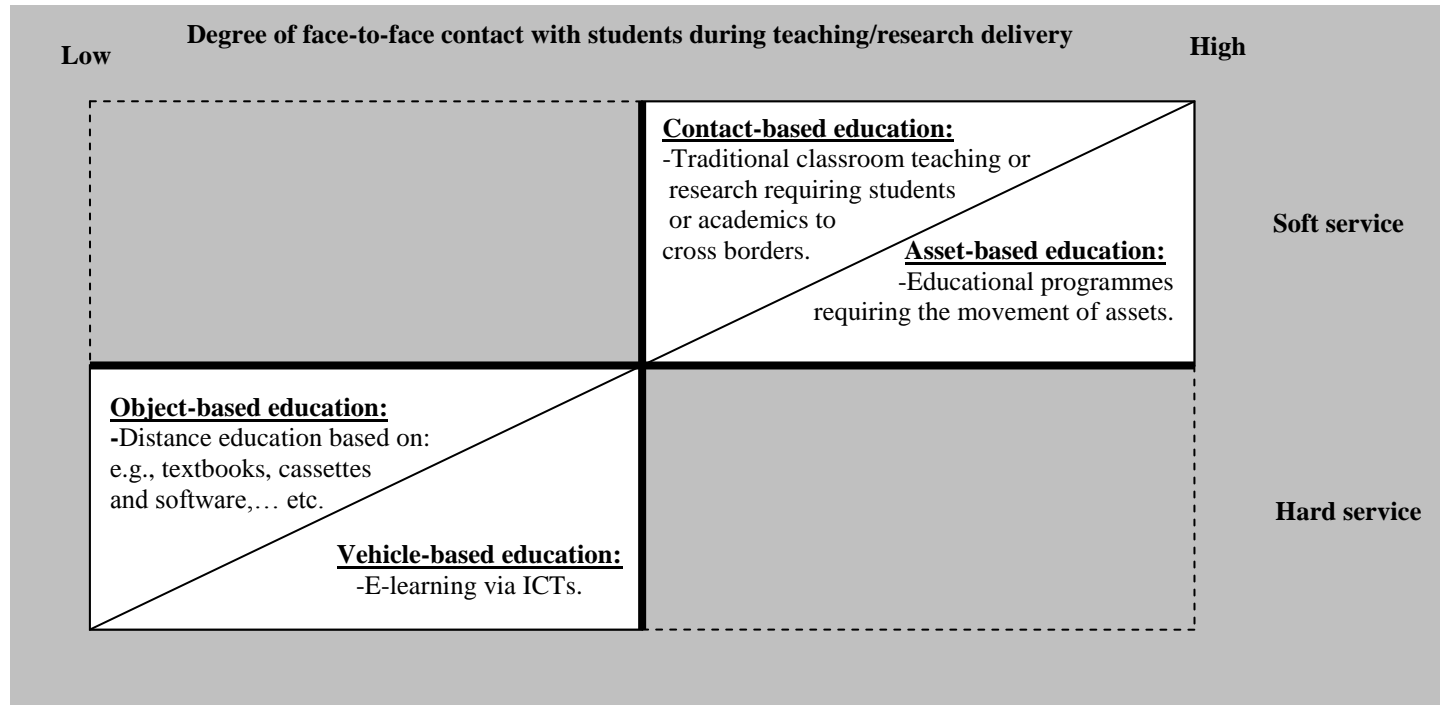 Degree of face-to-face contact with students during teaching/research delivery
Low
High
Contact-based education:
-Traditional classroom teaching or
research requiring students
or academics to
cross borders.
Asset-based education:
-Educational programmes
requiring the movement of assets.
Soft service
Object-based education:
-Distance education based on:
e.g., textbooks, cassettes
and software,… etc.
Vehicle-based education:
-E-learning via ICTs.
Hard service